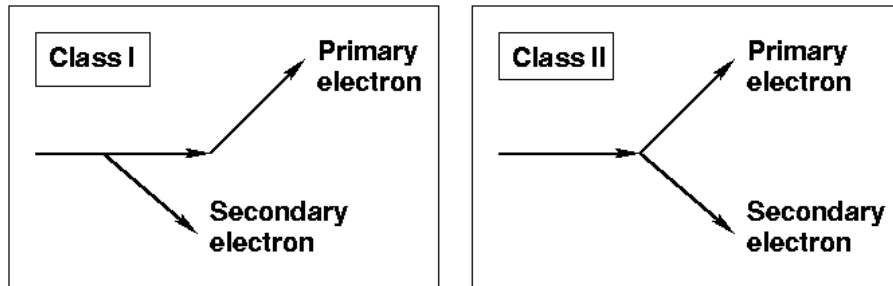 Class I
Primary
electron
Secondary
electron
Class II
Primary
electron
Secondary
electron